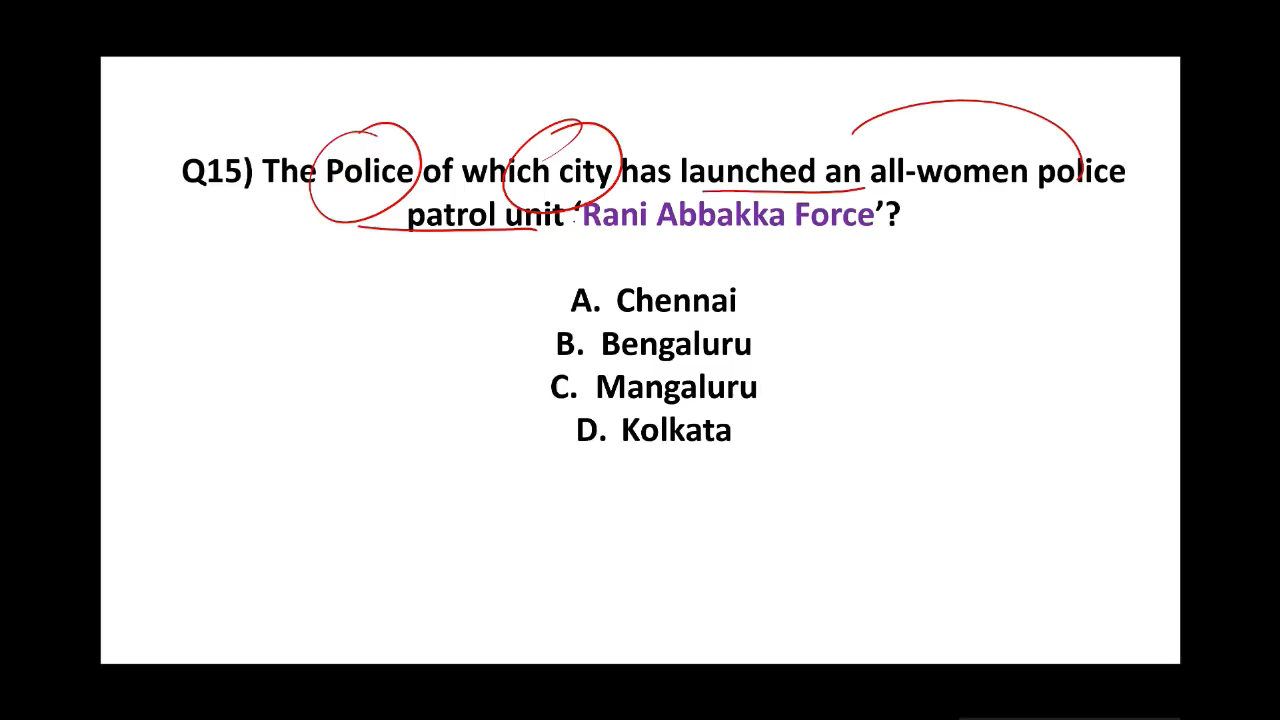 Q15) The Police of which city has launched an all-women police
patrol unit ‘Rani Abbakka Force’?
A. Chennai
B. Bengaluru
C. Mangaluru
D. Kolkata